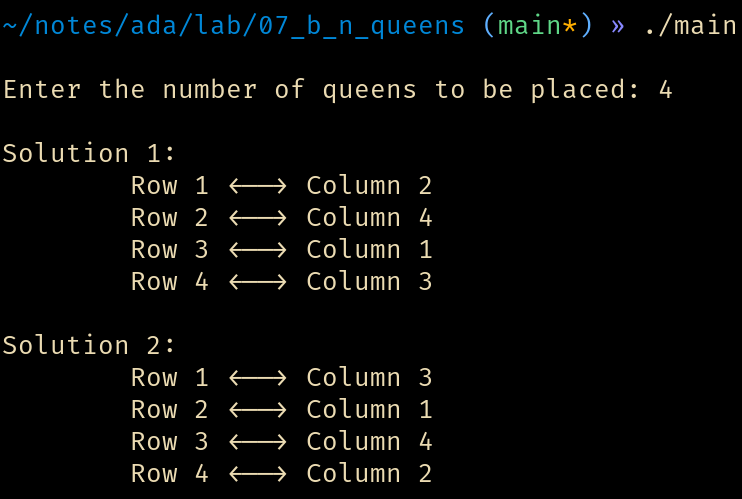 ~/notes/ada/lab/07_b_n_queens (main*) » ./main
Enter the number of queens to be placed: 4
Solution 1:
Row 1 <---> Column 2
Row 2 <---> Column 4
Row 3 <---> Column 1
Row 4 <---> Column 3
Solution 2:
Row 1 <---> Column 3
Row 2 <---> Column 1
Row 3 <---> Column 4
Row 4 <---> Column 2